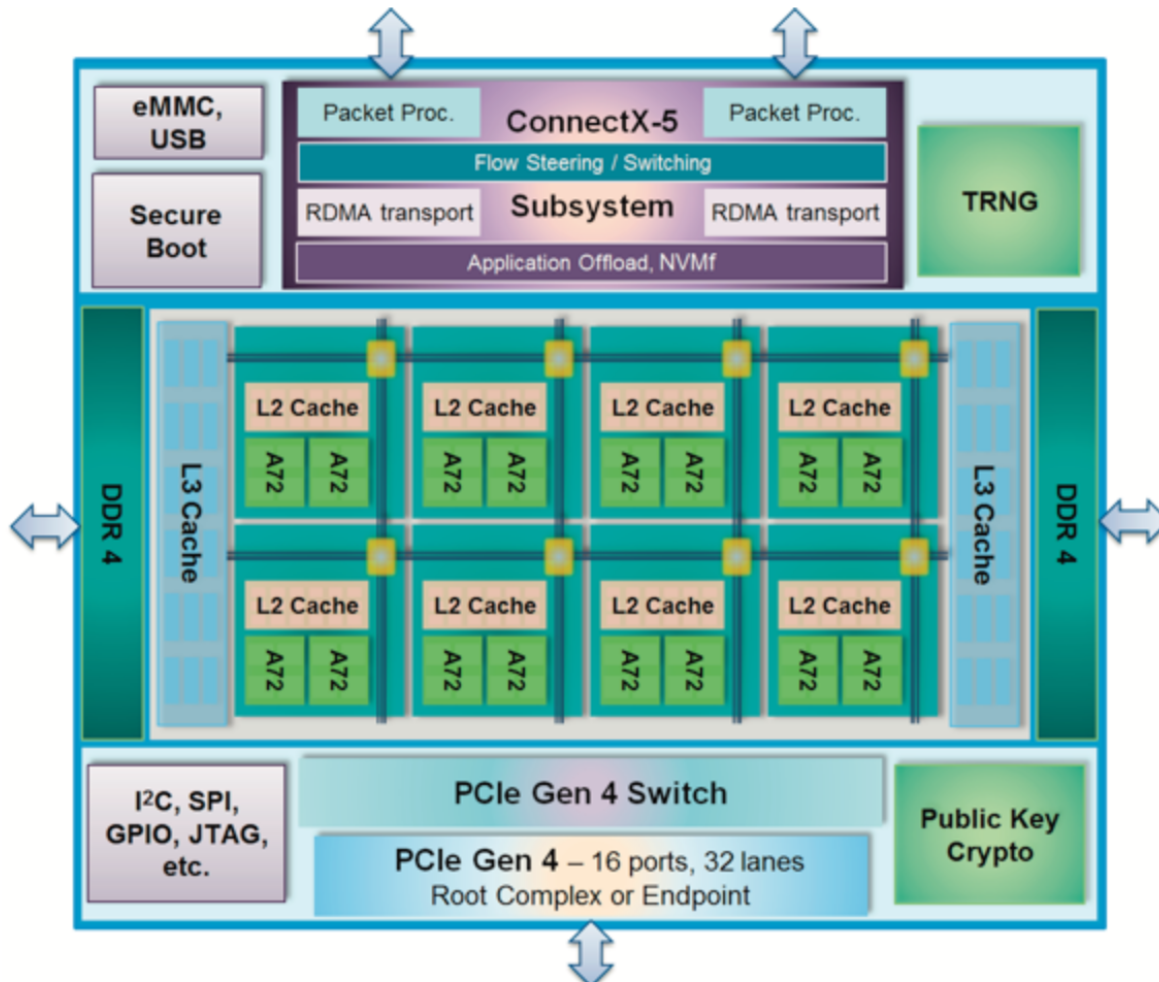 eMMC,
USB
Packet Proc.
ConnectX-5
Packet Proc.
Flow Steering / Switching
Secure
Boot
RDMA transport
Subsystem
RDMA transport
TRNG
Application Offload, NVMf
DDR 4
L3 Cache
L2 Cache
L2 Cache
L2 Cache
L2 Cache
A72
A72
A72
A72
A72
A72
A72
A72
L2 Cache
L2 Cache
L2 Cache
L2 Cache
A72
A72
A72
A72
A72
A72
A72
A72
L3 Cache
DDR 4
I²C, SPI,
GPIO, JTAG,
etc.
PCIe Gen 4 Switch
PCIe Gen 4 – 16 ports, 32 lanes
Root Complex or Endpoint
Public Key
Crypto